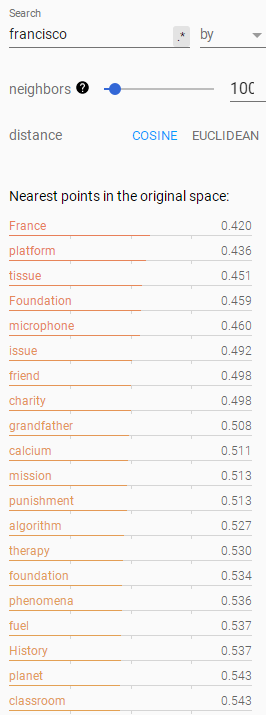 Search
francisco .* by
neighbors ? 100
distance COSINE EUCLIDEAN
Nearest points in the original space:
France 0.420
platform 0.436
tissue 0.451
Foundation 0.459
microphone 0.460
issue 0.492
friend 0.498
charity 0.498
grandfather 0.508
calcium 0.511
mission 0.513
punishment 0.513
algorithm 0.527
therapy 0.530
foundation 0.534
phenomena 0.536
fuel 0.537
History 0.537
planet 0.543
classroom 0.543